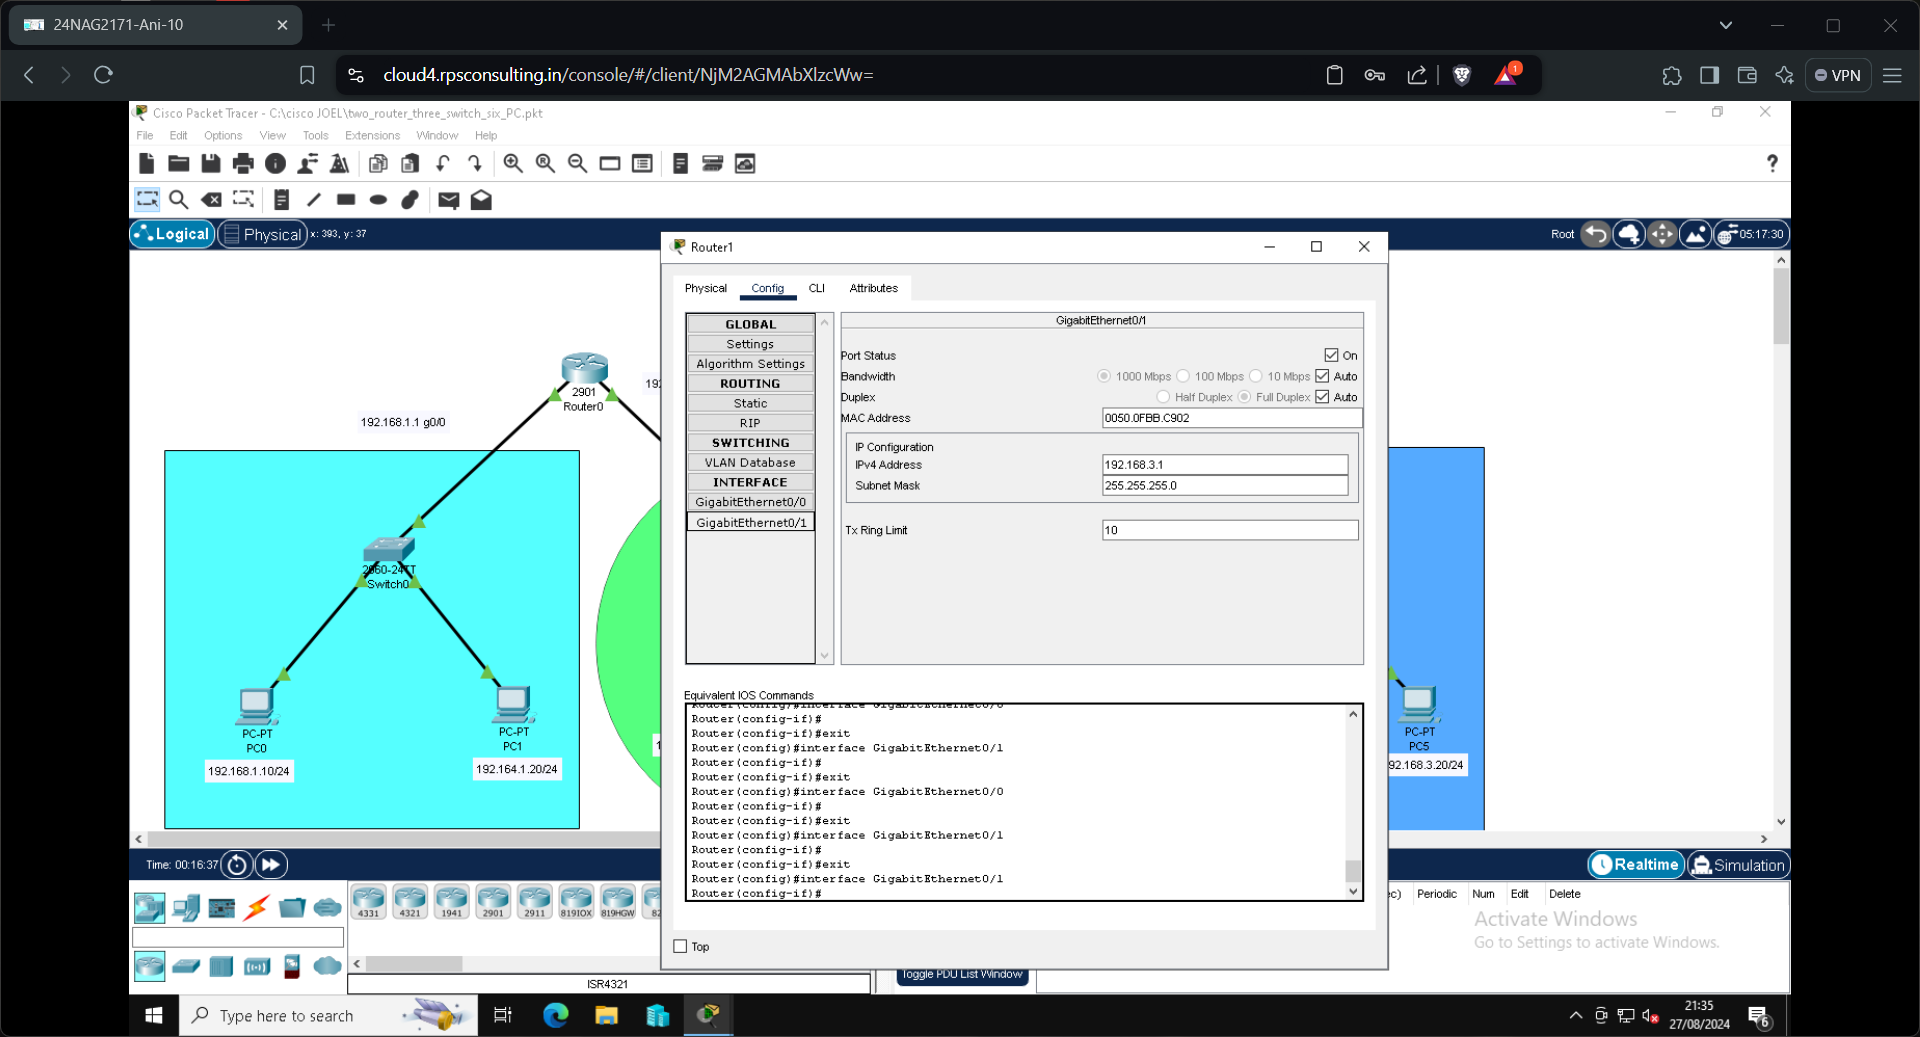 24NAG2171-Ani-10
cloud4.rpsconsulting.in/console/#/client/NjM2AGMAbXlzcWw=
1
VPN
Cisco Packet Tracer - C:\cisco JOEL\two_router_three_switch_six_PC.pkt
File Edit Options View Tools Extensions Window Help
?
Logical Physical x: 393, y: 37
Root 05:17:30
Router1
Physical Config CLI Attributes
GLOBAL
Settings
Algorithm Settings
ROUTING
Static
RIP
SWITCHING
VLAN Database
INTERFACE
GigabitEthernet0/0
GigabitEthernet0/1
GigabitEthernet0/1
Port Status On
Bandwidth 1000 Mbps 100 Mbps 10 Mbps Auto
Duplex Half Duplex Full Duplex Auto
MAC Address 0050.0FBB.C902
IP Configuration
IPv4 Address 192.168.3.1
Subnet Mask 255.255.255.0
Tx Ring Limit 10
Equivalent IOS Commands
Router(config)#interface GigabitEthernet0/0
Router(config-if)#
Router(config-if)#exit
Router(config)#interface GigabitEthernet0/1
Router(config-if)#
Router(config-if)#exit
Router(config)#interface GigabitEthernet0/0
Router(config-if)#
Router(config-if)#exit
Router(config)#interface GigabitEthernet0/1
Router(config-if)#
Router(config-if)#exit
Router(config)#interface GigabitEthernet0/1
Router(config-if)#
Top
2901
Router0
192
192.168.1.1 g0/0
2960-24TT
Switch0
PC-PT
PC0
192.168.1.10/24
PC-PT
PC1
192.164.1.20/24
1
PC-PT
PC5
92.168.3.20/24
Time: 00:16:37
Realtime Simulation
4331 4321 1941 2901 2911 819IOX 819HGW 82
ISR4321
ec) Periodic Num Edit Delete
Toggle PDU List Window
Activate Windows
Go to Settings to activate Windows.
Type here to search
21:35
27/08/2024
6